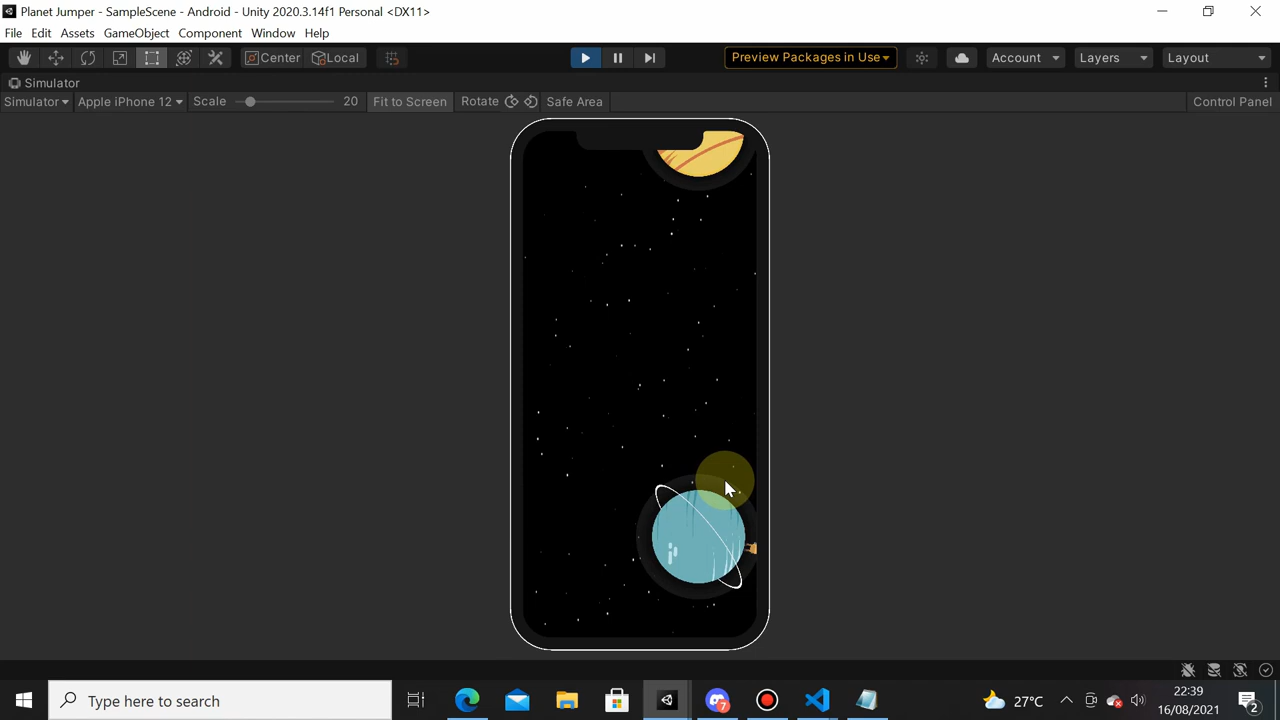 Planet Jumper - SampleScene - Android - Unity 2020.3.14f1 Personal <DX11>
File Edit Assets GameObject Component Window Help
Center Local Preview Packages in Use Account Layers Layout
Simulator
Simulator Apple iPhone 12 Scale 20 Fit to Screen Rotate Safe Area Control Panel
Type here to search 7 27°C 22:39 16/08/2021 2